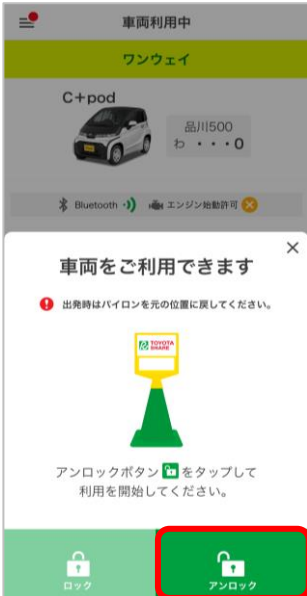 車両利用中
ワンウェイ
C+pod
品川500
わ ・・・0
Bluetooth エンジン始動許可
車両をご利用できます
出発時はパイロンを元の位置に戻してください。
TOYOTA SHARE
アンロックボタン をタップして
利用を開始してください。
ロック アンロック